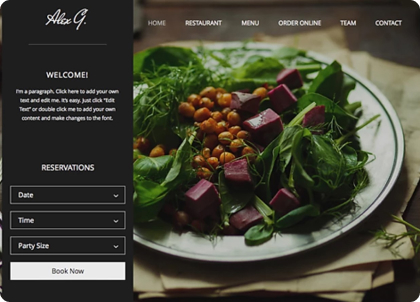 Alex G.
HOME RESTAURANT MENU ORDER ONLINE TEAM CONTACT
WELCOME!
I'm a paragraph. Click here to add your own
text and edit me. It's easy. Just click "Edit
Text" or double click me to add your own
content and make changes to the font.
RESERVATIONS
Date
Time
Party Size
Book Now